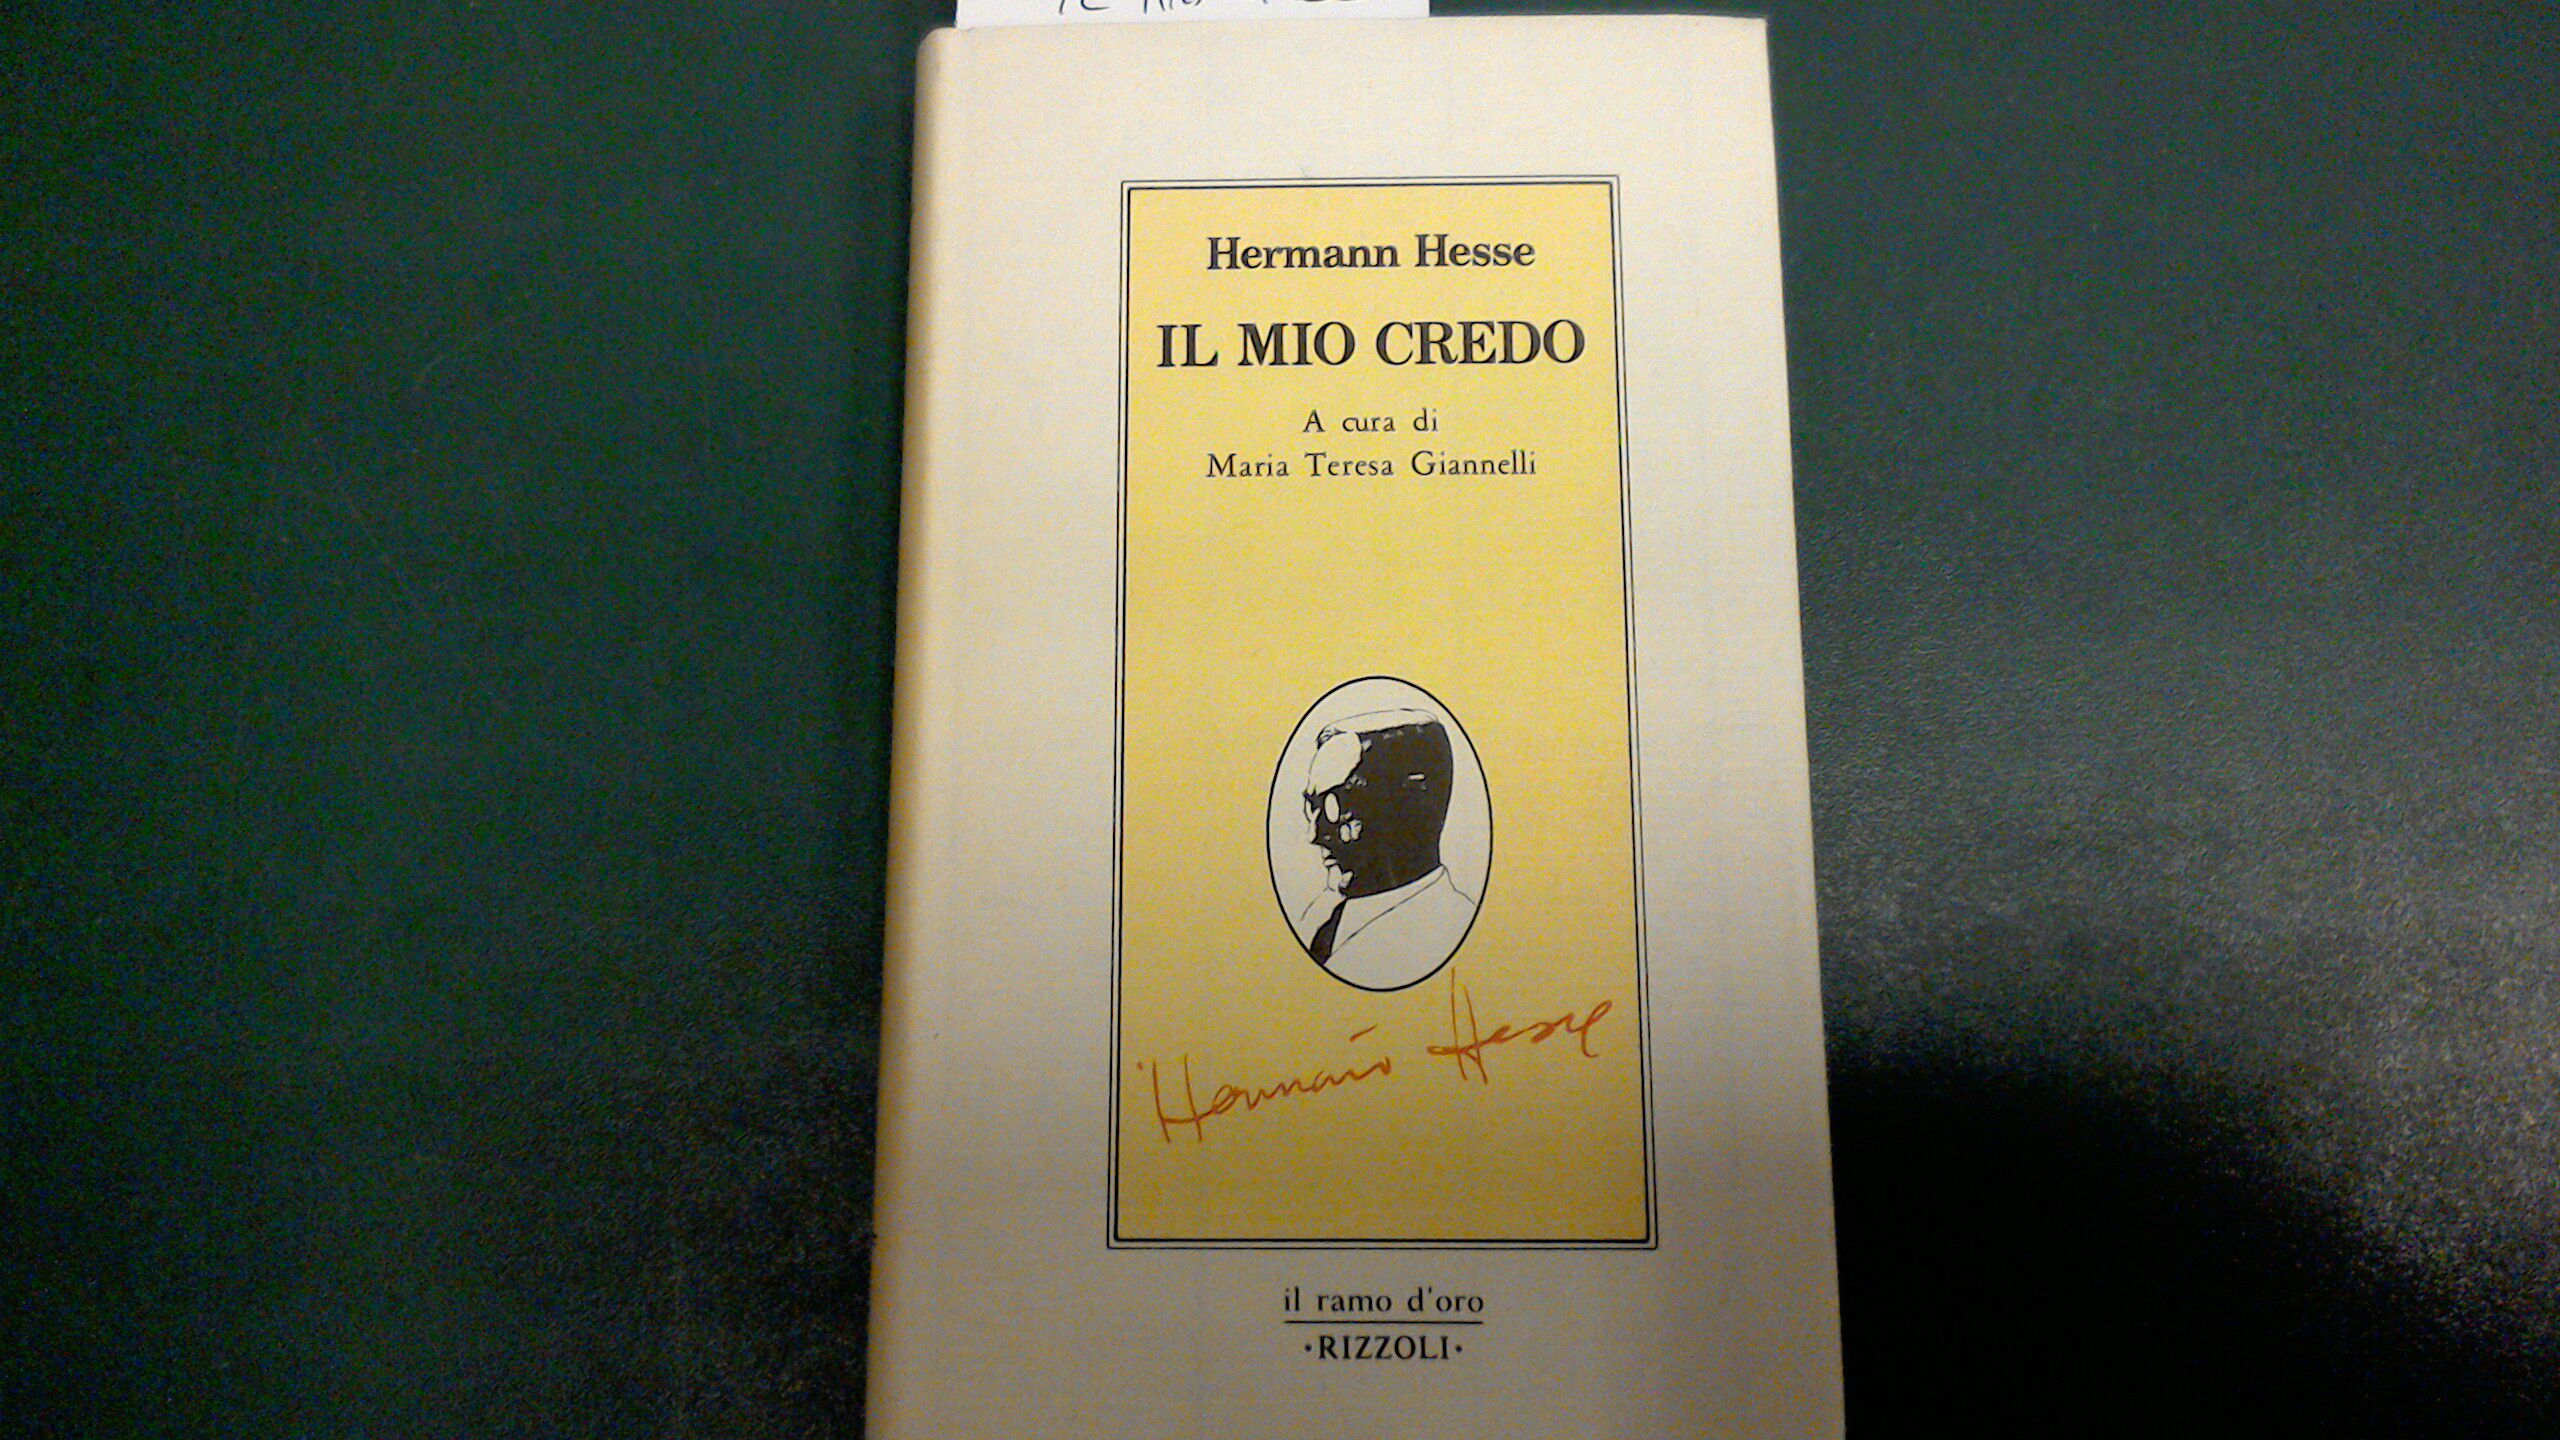 Hermann Hesse
IL MIO CREDO
A cura di
Maria Teresa Giannelli
Hermann Hesse
il ramo d'oro
·RIZZOLI·